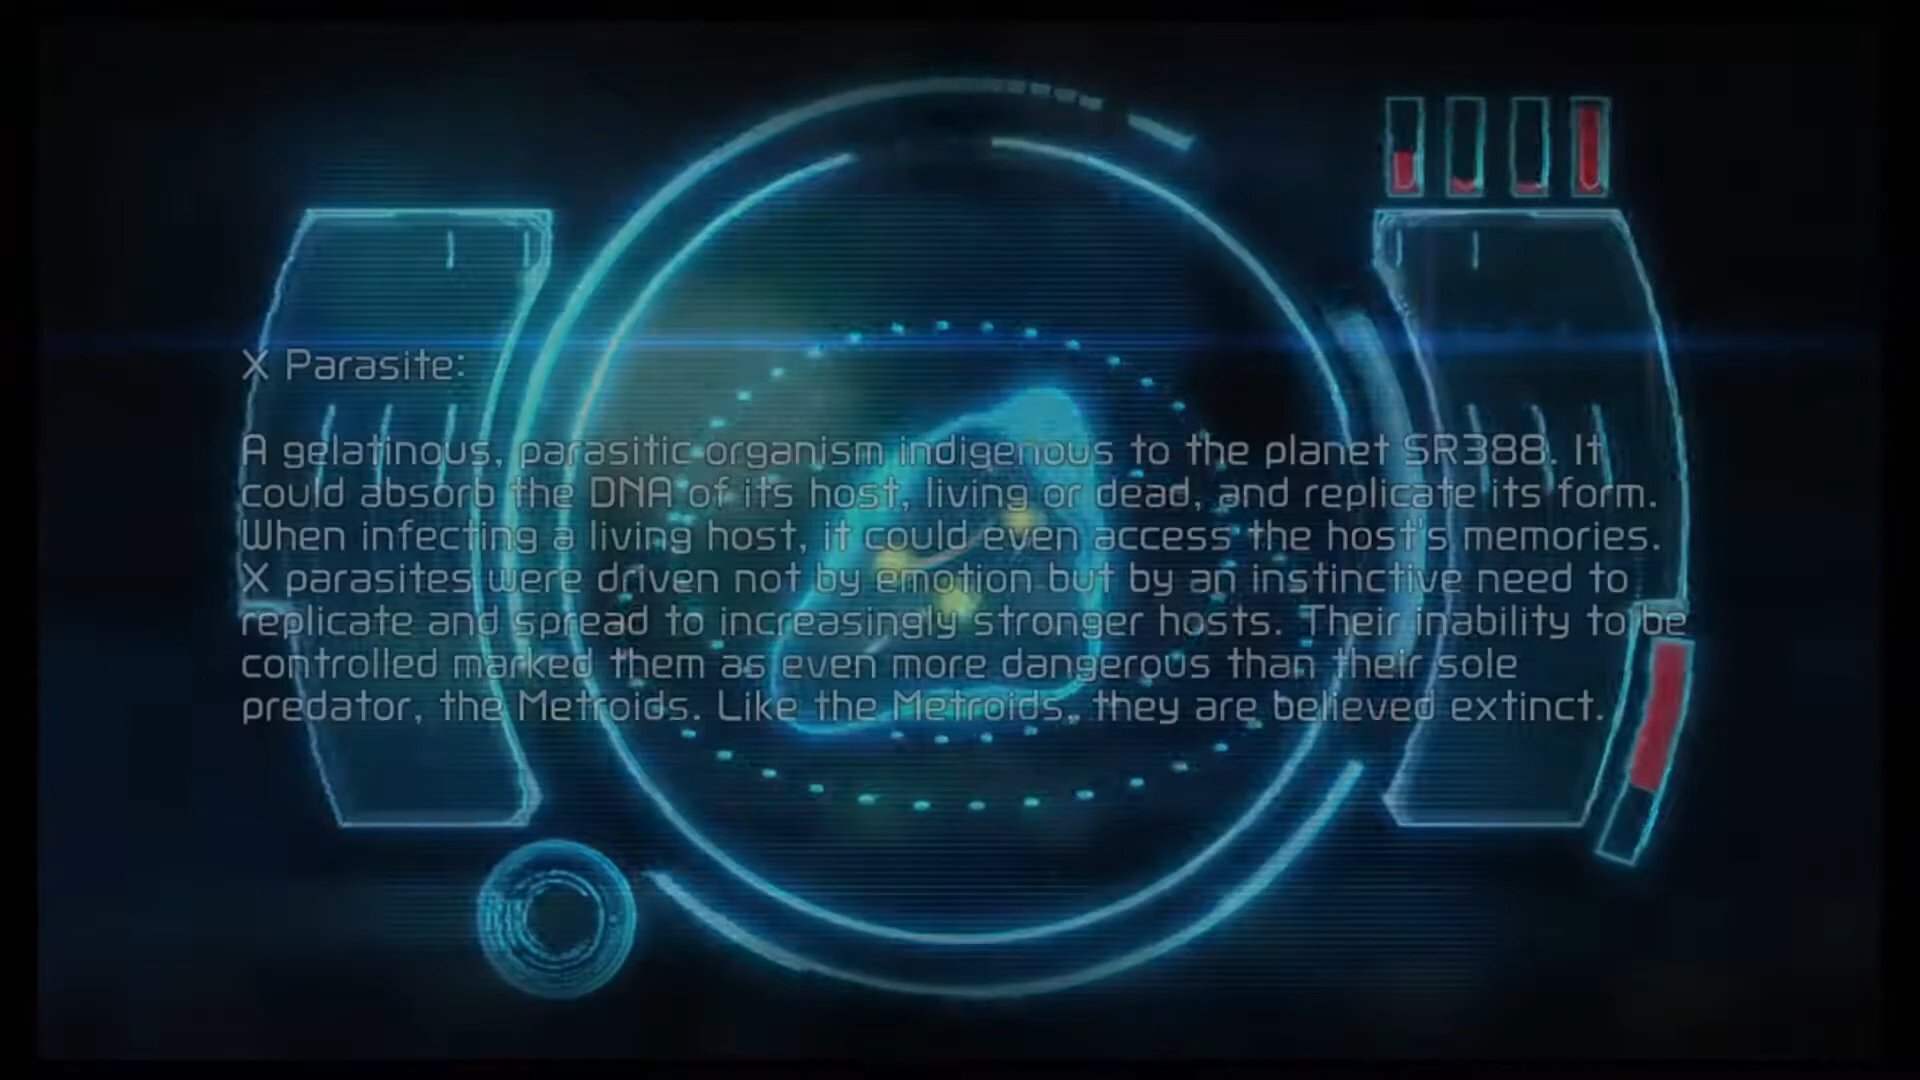 X Parasite:
A gelatinous, parasitic organism indigenous to the planet SR388. It
could absorb the DNA of its host, living or dead, and replicate its form.
When infecting a living host, it could even access the host's memories.
X parasites were driven not by emotion but by an instinctive need to
replicate and spread to increasingly stronger hosts. Their inability to be
controlled marked them as even more dangerous than their sole
predator, the Metroids. Like the Metroids, they are believed extinct.